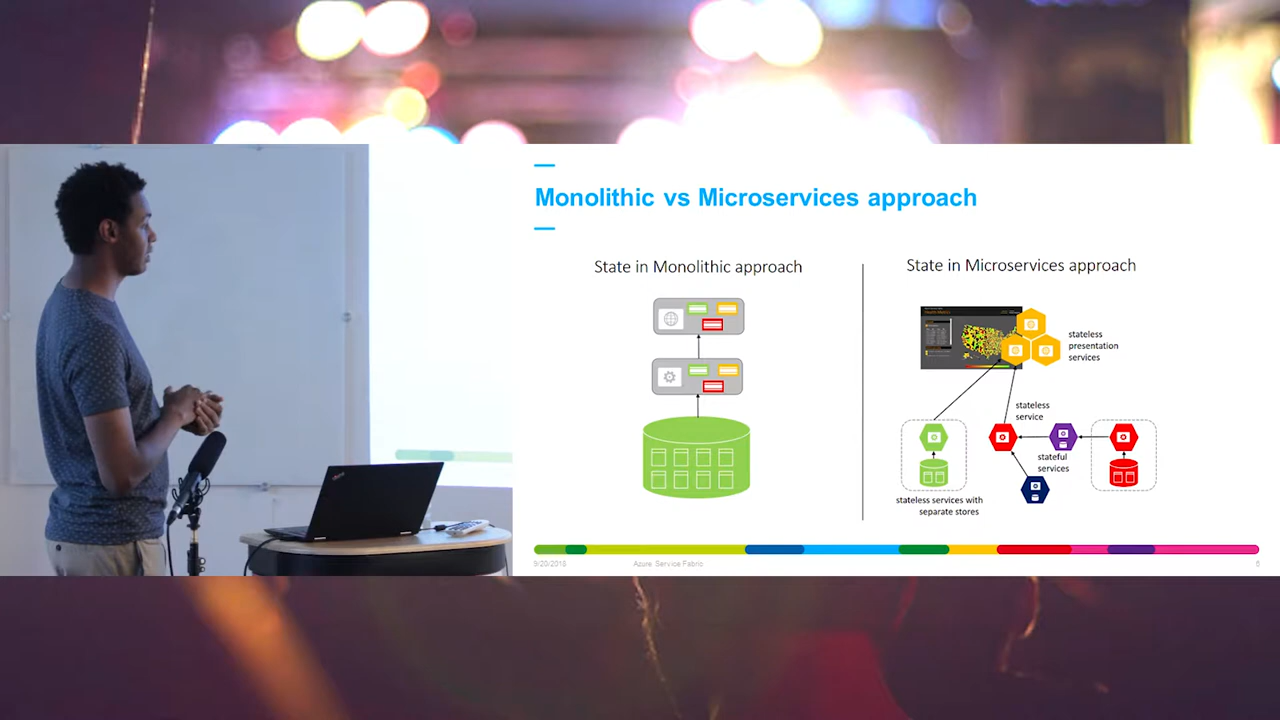 Monolithic vs Microservices approach
State in Monolithic approach
State in Microservices approach
stateless
presentation
services
stateless
service
stateful
services
stateless services with
separate stores
9/20/2016
Azure Service Fabric
6